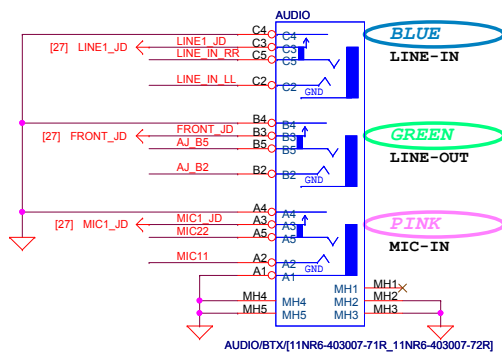 AUDIO
C4 C4 BLUE
[27] LINE1_JD LINE1_JD C3 C3
LINE_IN_RR C5 C5 LINE-IN
LINE_IN_LL C2 C2
GND
B4 B4
[27] FRONT_JD FRONT_JD B3 B3 GREEN
AJ_B5 B5 B5
LINE-OUT
AJ_B2 B2 B2
GND
A4 A4
[27] MIC1_JD MIC1_JD A3 A3 PINK
MIC22 A5 A5
MIC-IN
MIC11 A2 A2
GND
A1 A1
MH1 MH1
MH4 MH4 MH2 MH2
MH5 MH5 MH3 MH3
AUDIO/BTX/[11NR6-403007-71R_11NR6-403007-72R]